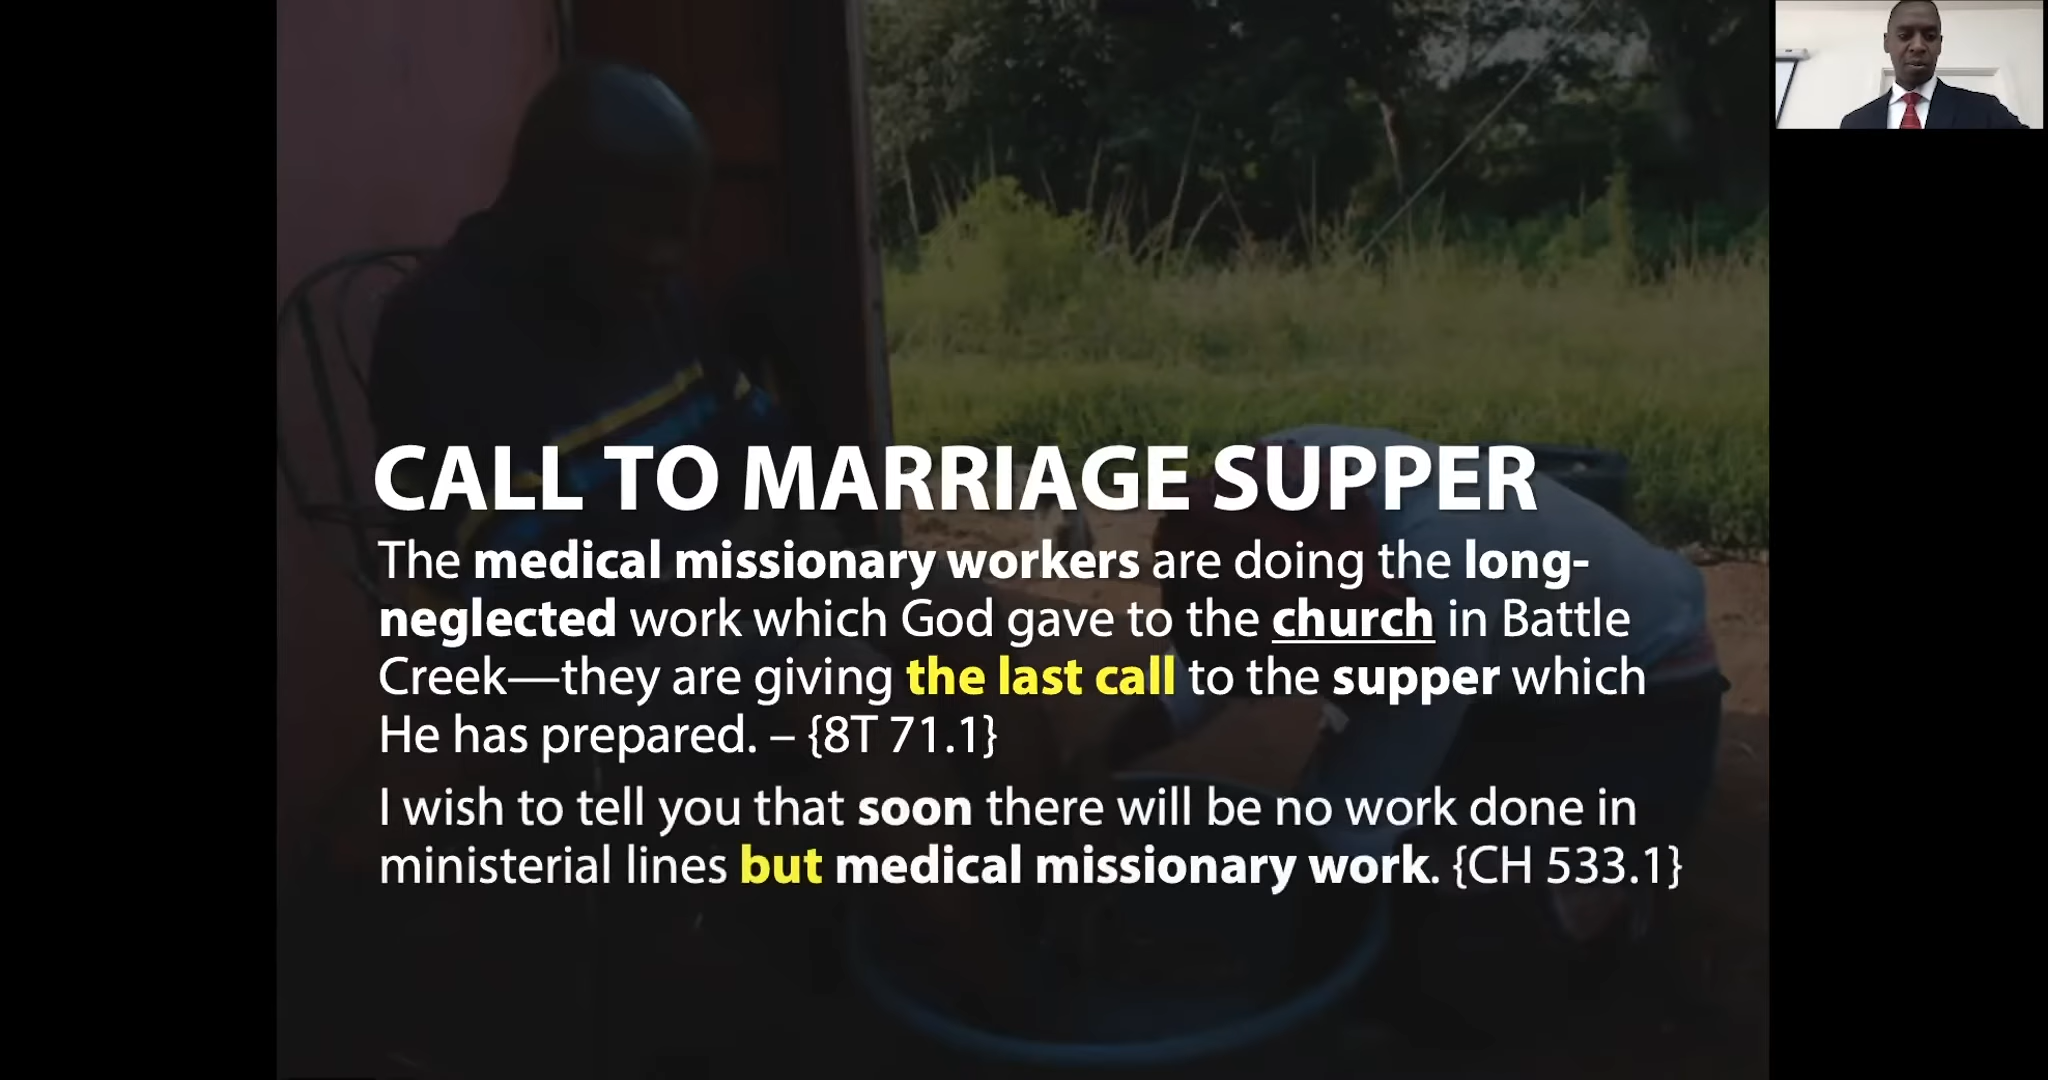 CALL TO MARRIAGE SUPPER
The medical missionary workers are doing the long-
neglected work which God gave to the church in Battle
Creek—they are giving the last call to the supper which
He has prepared. – {8T 71.1}
I wish to tell you that soon there will be no work done in
ministerial lines but medical missionary work. {CH 533.1}